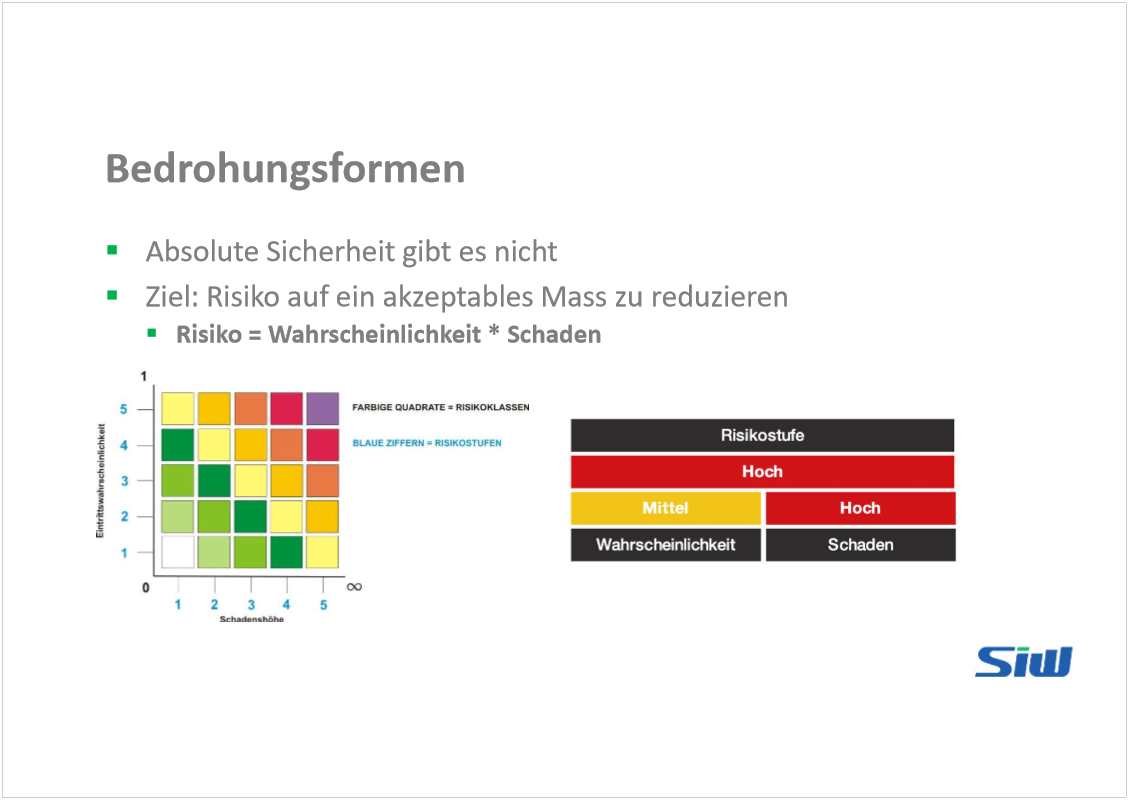 Bedrohungsformen
Absolute Sicherheit gibt es nicht
Ziel: Risiko auf ein akzeptables Mass zu reduzieren
Risiko = Wahrscheinlichkeit * Schaden
1
5
4
3
2
1
0
1 2 3 4 5
∞
Eintrittswahrscheinlichkeit
Schadenshöhe
FARBIGE QUADRATE = RISIKOKLASSEN
BLAUE ZIFFERN = RISIKOSTUFEN
Risikostufe
Hoch
Mittel Hoch
Wahrscheinlichkeit Schaden
SiW